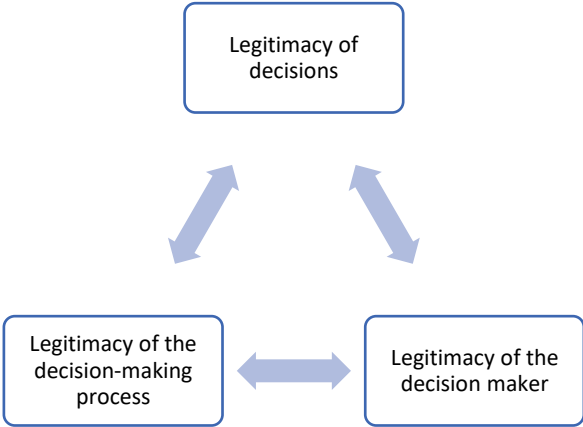 Legitimacy of
decisions
Legitimacy of the
decision-making
process
Legitimacy of the
decision maker